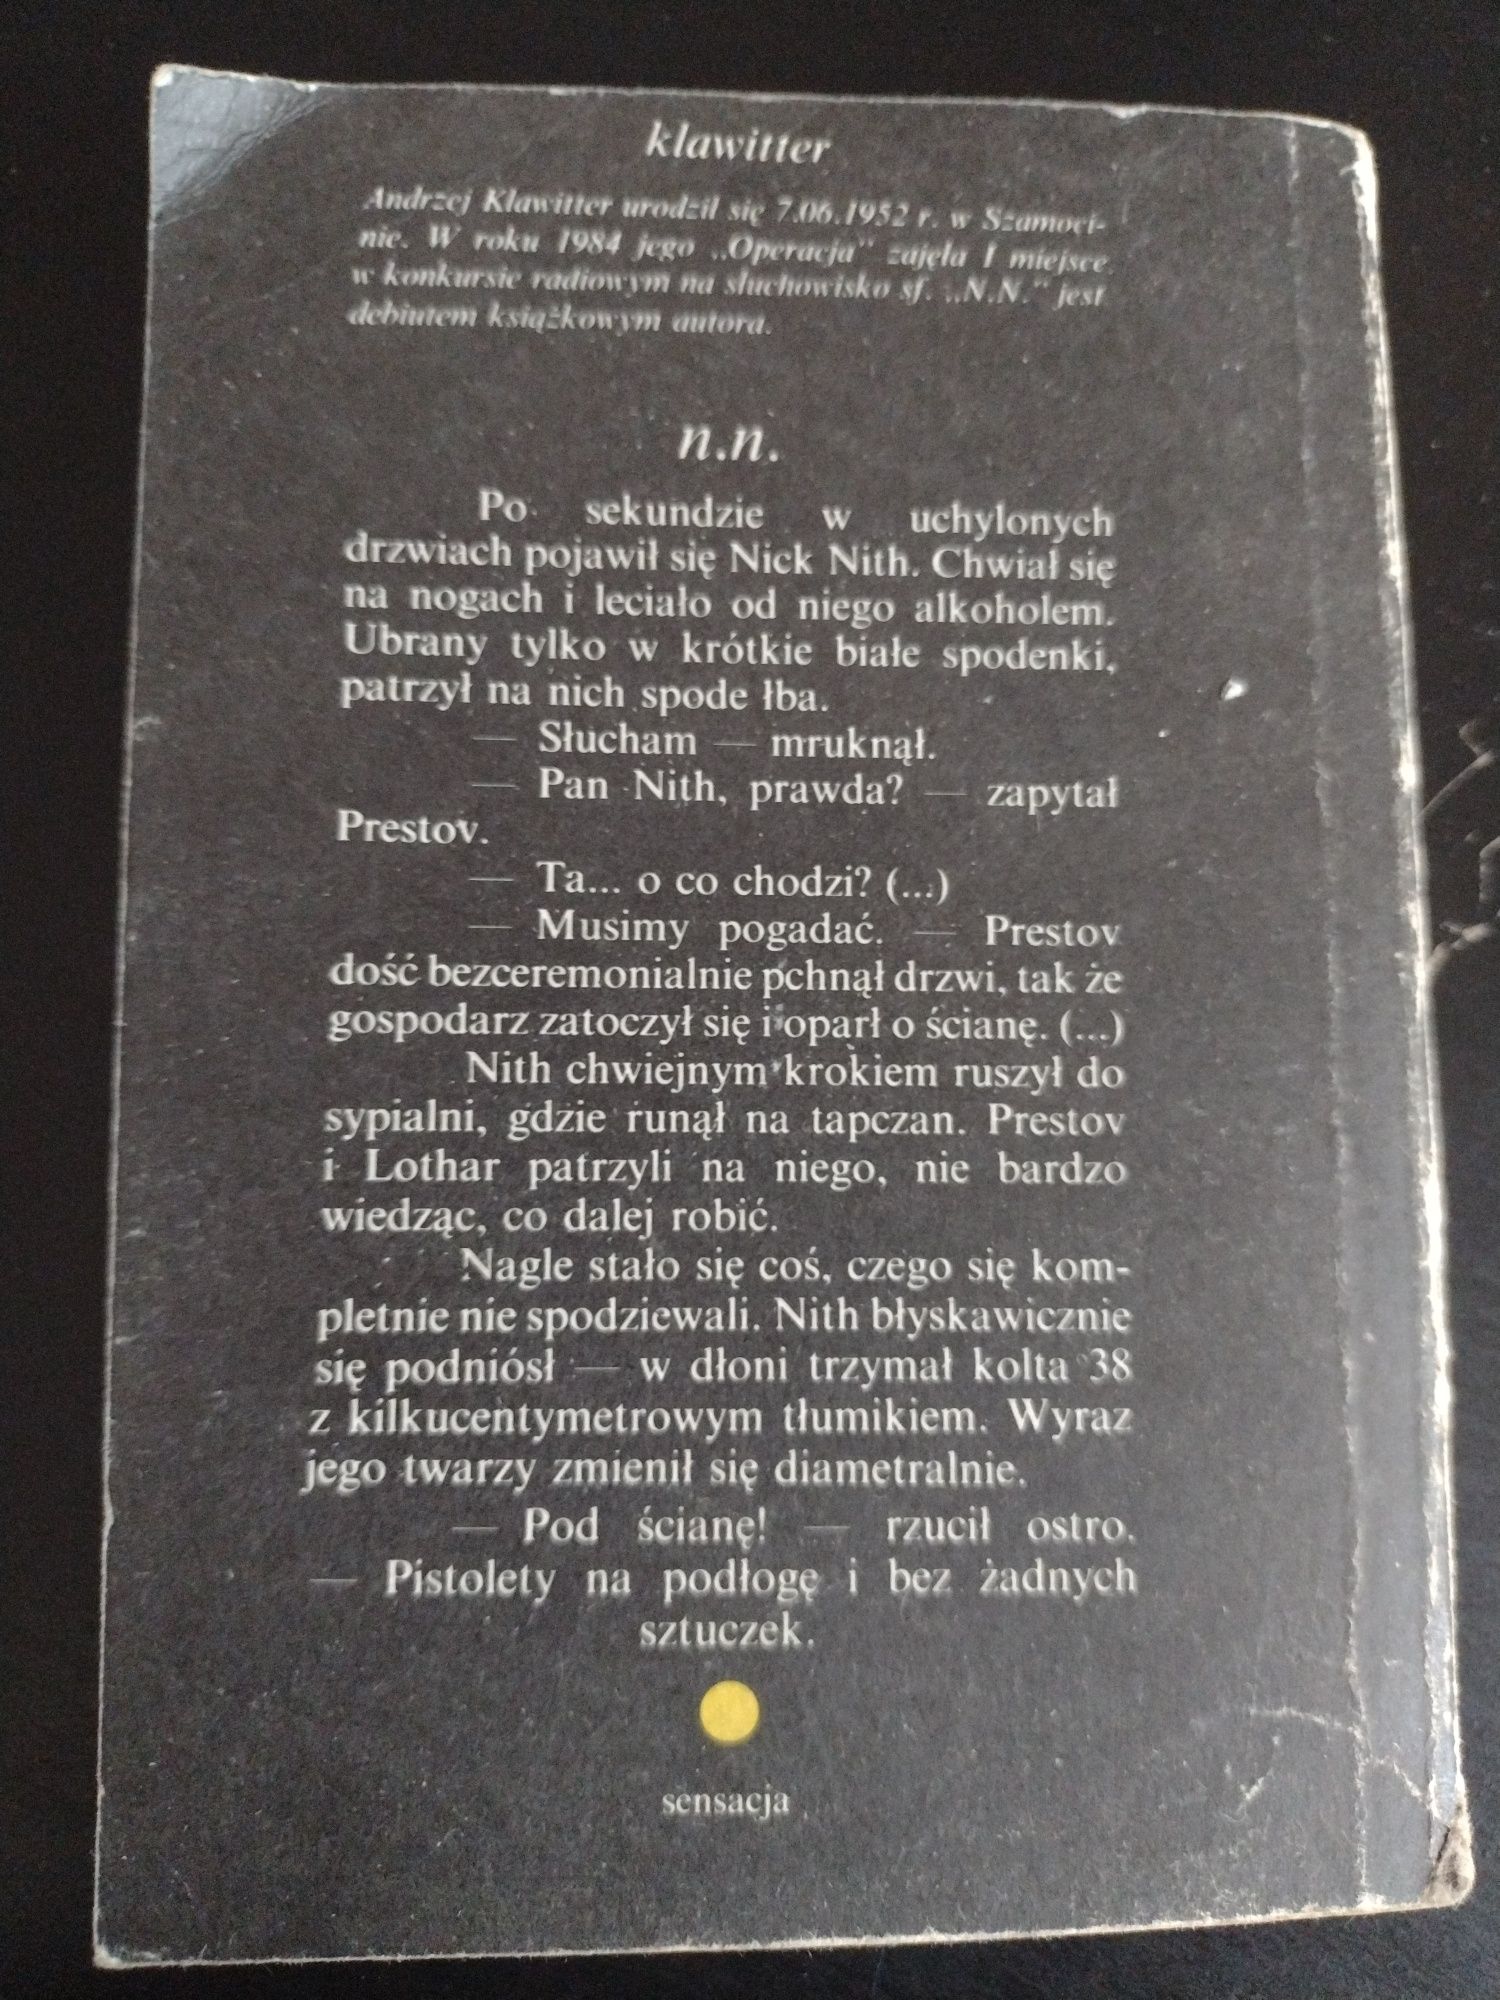 klawitter
Andrzej Klawitter urodził się 7.06.1952 r. w Szamoci-
nie. W roku 1984 jego „Operacja" zajęła I miejsce
w konkursie radiowym na słuchowisko sf. „N.N." jest
debiutem książkowym autora.
n.n.
Po sekundzie w uchylonych
drzwiach pojawił się Nick Nith. Chwiał się
na nogach i leciało od niego alkoholem.
Ubrany tylko w krótkie białe spodenki,
patrzył na nich spode łba.
— Słucham — mruknął.
— Pan Nith, prawda? — zapytał
Prestov.
— Ta... o co chodzi? (...)
— Musimy pogadać. — Prestov
dość bezceremonialnie pchnął drzwi, tak że
gospodarz zatoczył się i oparł o ścianę. (...)
Nith chwiejnym krokiem ruszył do
sypialni, gdzie runął na tapczan. Prestov
i Lothar patrzyli na niego, nie bardzo
wiedząc, co dalej robić.
Nagle stało się coś, czego się kom-
pletnie nie spodziewali. Nith błyskawicznie
się podniósł — w dłoni trzymał kolta 38
z kilkucentymetrowym tłumikiem. Wyraz
jego twarzy zmienił się diametralnie.
— Pod ścianę! — rzucił ostro.
— Pistolety na podłogę i bez żadnych
sztuczek.
sensacja